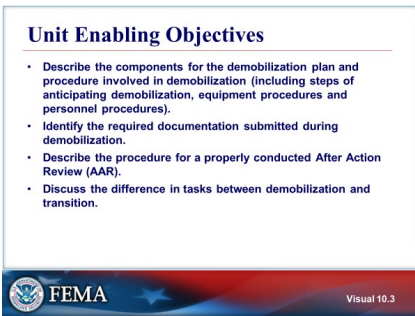 Unit Enabling Objectives
• Describe the components for the demobilization plan and
procedure involved in demobilization (including steps of
anticipating demobilization, equipment procedures and
personnel procedures).
• Identify the required documentation submitted during
demobilization.
• Describe the procedure for a properly conducted After Action
Review (AAR).
• Discuss the difference in tasks between demobilization and
transition.
FEMA
Visual 10.3